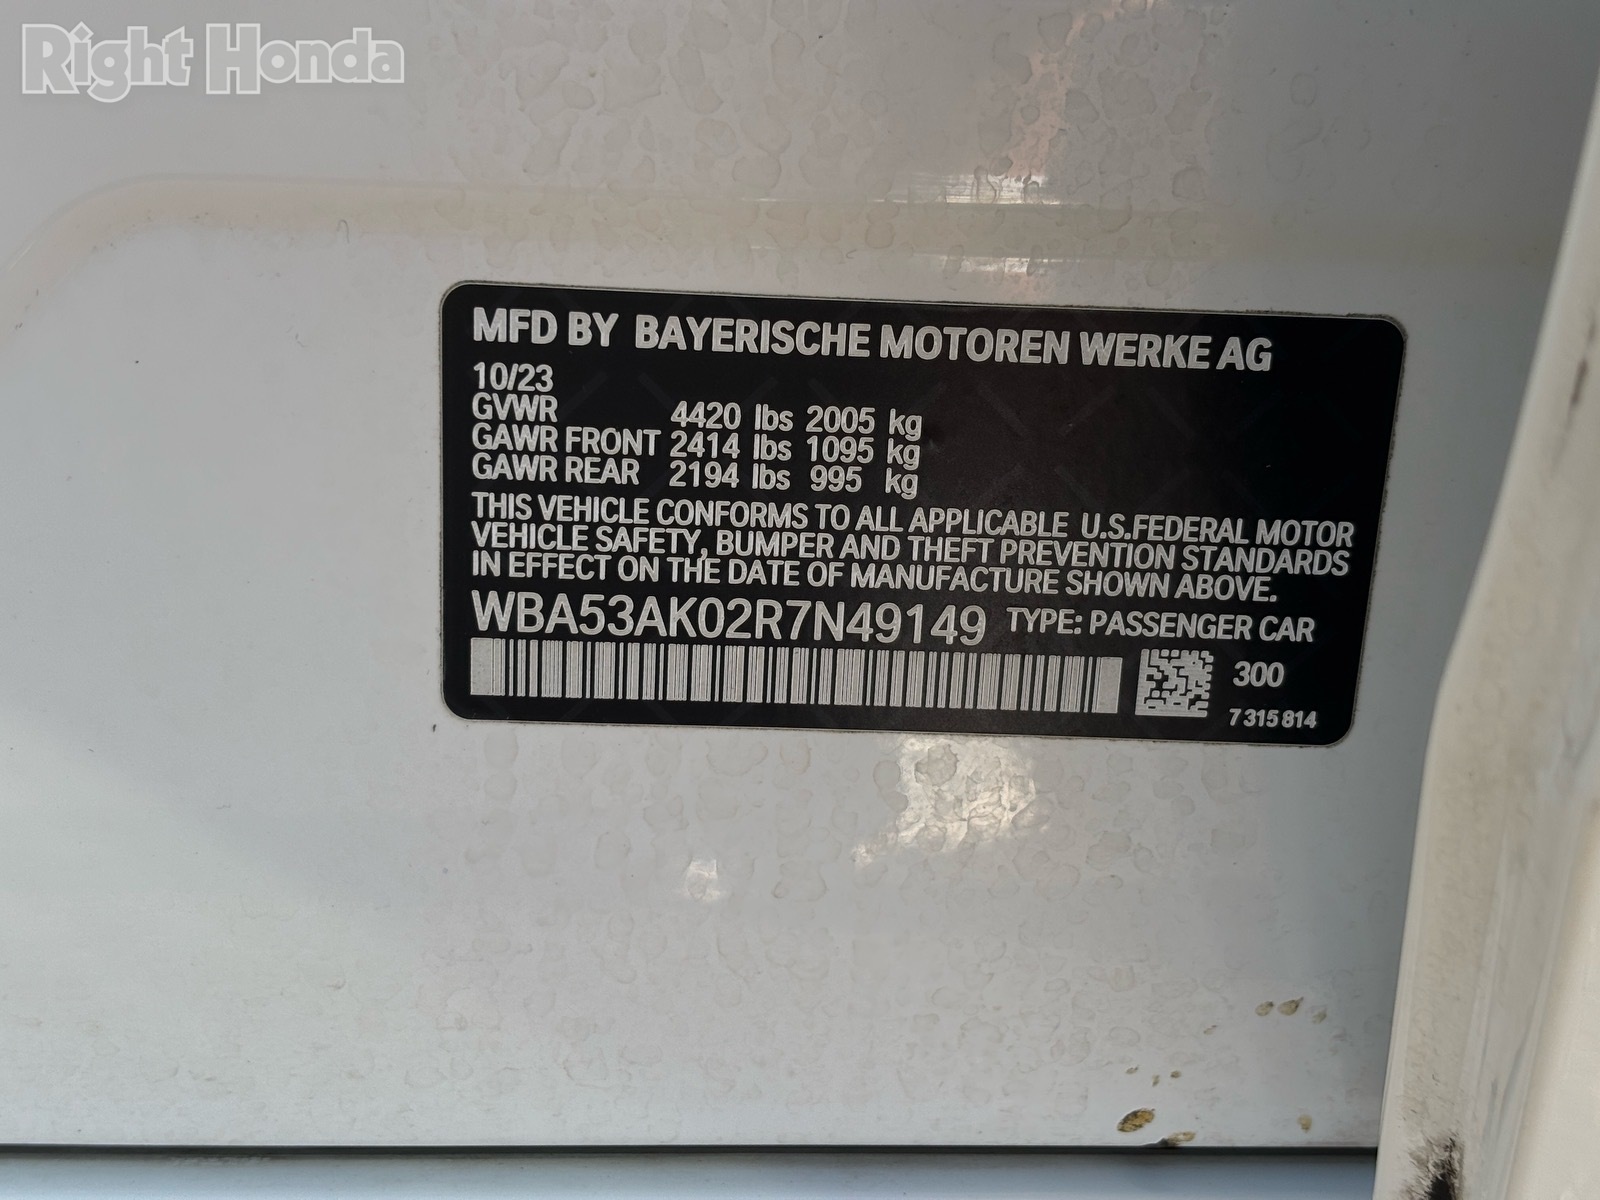 Right Honda
MFD BY BAYERISCHE MOTOREN WERKE AG
10/23
GVWR 4420 lbs 2005 kg
GAWR FRONT 2414 lbs 1095 kg
GAWR REAR 2194 lbs 995 kg
THIS VEHICLE CONFORMS TO ALL APPLICABLE U.S.FEDERAL MOTOR
VEHICLE SAFETY, BUMPER AND THEFT PREVENTION STANDARDS
IN EFFECT ON THE DATE OF MANUFACTURE SHOWN ABOVE.
WBA53AK02R7N49149 TYPE: PASSENGER CAR
300
7 315 814